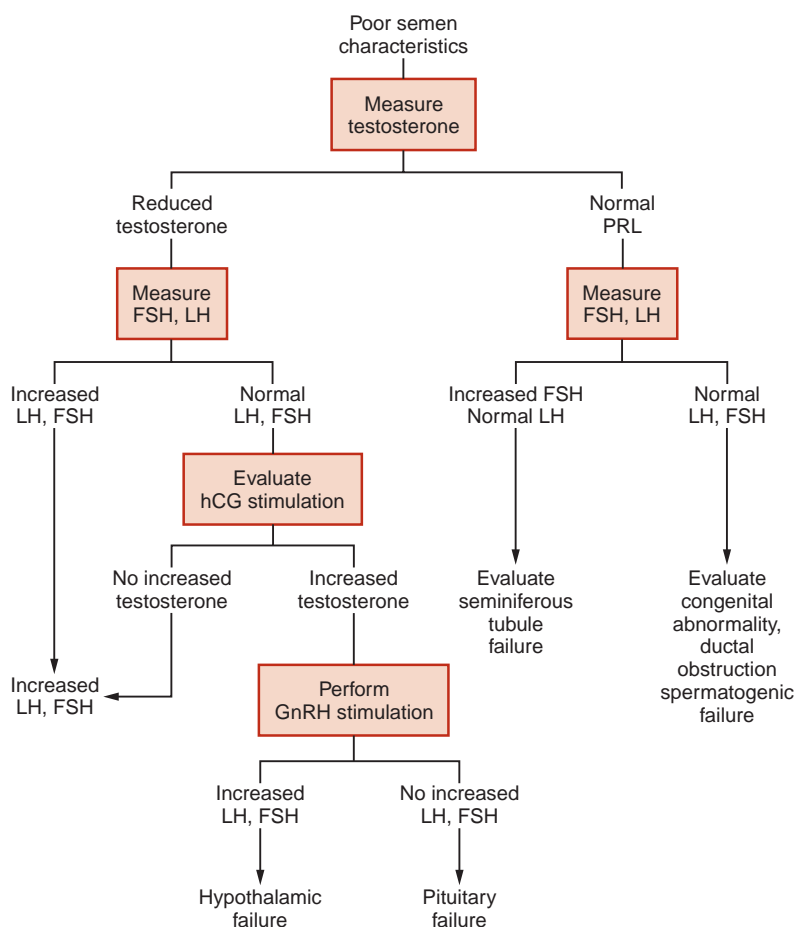 Poor semen
characteristics
Measure
testosterone
Reduced
testosterone
Normal
PRL
Measure
FSH, LH
Measure
FSH, LH
Increased
LH, FSH
Normal
LH, FSH
Increased FSH
Normal LH
Normal
LH, FSH
Evaluate
hCG stimulation
No increased
testosterone
Increased
testosterone
Evaluate
seminiferous
tubule
failure
Evaluate
congenital
abnormality,
ductal
obstruction
spermatogenic
failure
Increased
LH, FSH
Perform
GnRH stimulation
Increased
LH, FSH
No increased
LH, FSH
Hypothalamic
failure
Pituitary
failure